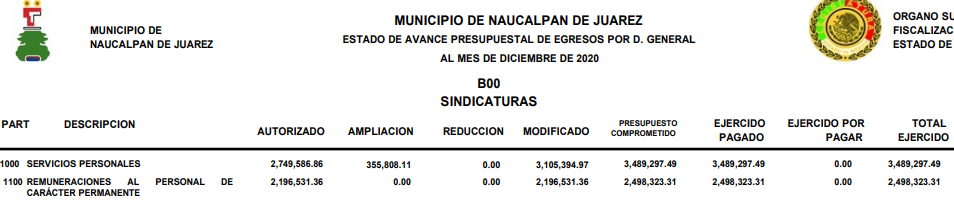 MUNICIPIO DE
NAUCALPAN DE JUAREZ
MUNICIPIO DE NAUCALPAN DE JUAREZ
ESTADO DE AVANCE PRESUPUESTAL DE EGRESOS POR D. GENERAL
AL MES DE DICIEMBRE DE 2020
ORGANO SU
FISCALIZAC
ESTADO DE
B00
SINDICATURAS
PART DESCRIPCION AUTORIZADO AMPLIACION REDUCCION MODIFICADO PRESUPUESTO COMPROMETIDO EJERCIDO PAGADO EJERCIDO POR PAGAR TOTAL EJERCIDO
1000 SERVICIOS PERSONALES 2,749,586.86 355,808.11 0.00 3,105,394.97 3,489,297.49 3,489,297.49 0.00 3,489,297.49
1100 REMUNERACIONES AL PERSONAL DE 2,196,531.36 0.00 0.00 2,196,531.36 2,498,323.31 2,498,323.31 0.00 2,498,323.31
CARÁCTER PERMANENTE